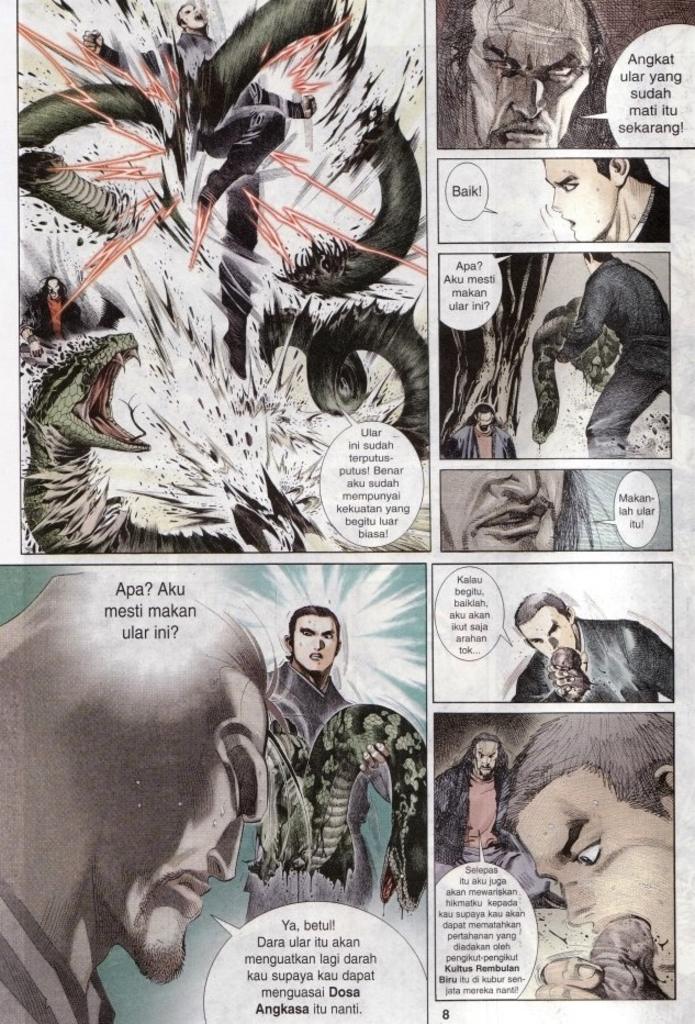 Ular
ini sudah
terputus-
putus! Benar
aku sudah
mempunyai
kekuatan yang
begitu luar
biasa!
Angkat
ular yang
sudah
mati itu
sekarang!
Baik!
Apa?
Aku mesti
makan
ular ini?
Makan-
lah ular
itu!
Apa? Aku
mesti makan
ular ini?
Ya, betul!
Dara ular itu akan
menguatkan lagi darah
kau supaya kau dapat
menguasai Dosa
Angkasa itu nanti.
Kalau
begitu,
baiklah,
aku akan
ikut saja
arahan
tok...
Selepas
itu aku juga
akan mewariskan
hikmatku kepada
kau supaya kau akan
dapat mematahkan
pertahanan yang
diadakan oleh
pengikut-pengikut
Kultus Rembulan
Biru itu di kubur sen-
jata mereka nanti!
8